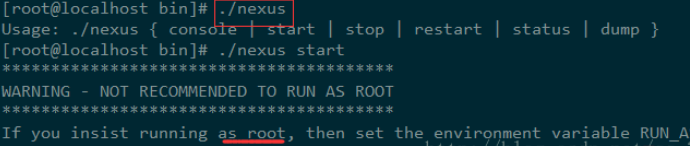 [root@localhost bin]# ./nexus
Usage: ./nexus { console | start | stop | restart | status | dump }
[root@localhost bin]# ./nexus start
****************************************
WARNING - NOT RECOMMENDED TO RUN AS ROOT
****************************************
If you insist running as root, then set the environment variable RUN_A